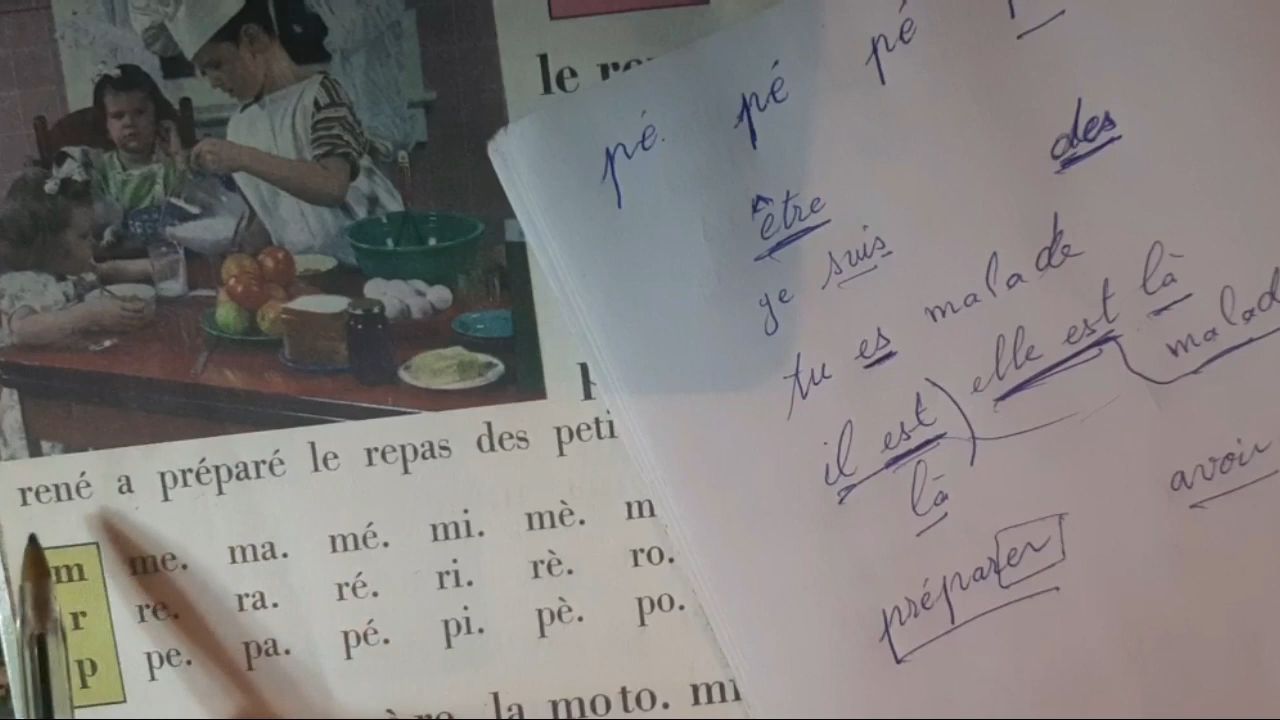 le
rené a préparé le repas des peti
m me. ma. mé. mi. mè. m
r re. ra. ré. ri. rè. ro.
p pe. pa. pé. pi. pè. po.
la moto. mi
pé. pé pé
des
être
je suis
tu es malade
il est) elle est là
là malad
avoir
préparer